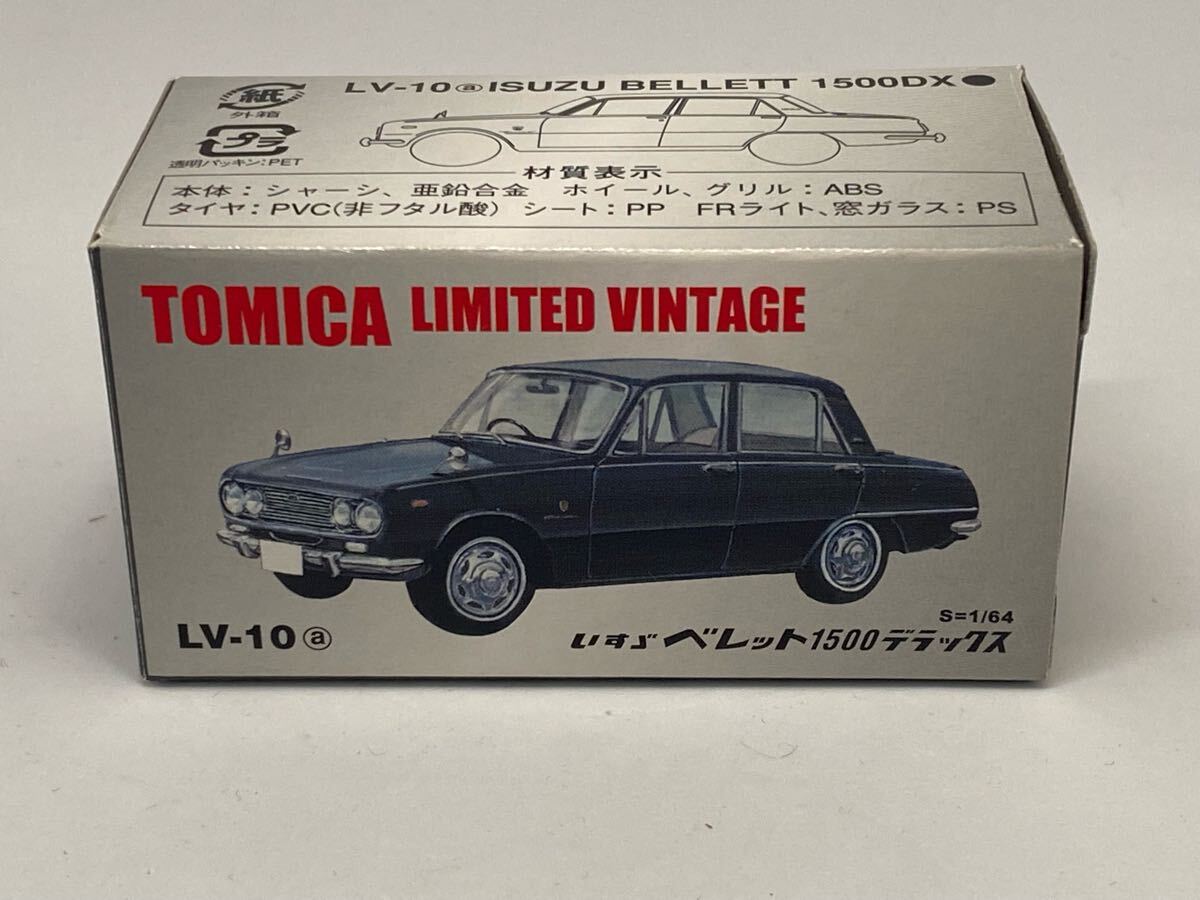 LV-10ⓐISUZU BELLETT 1500DX●
紙
外箱
プラ
透明パッキン:PET
材質表示
本体:シャーシ、亜鉛合金 ホイール、グリル:ABS
タイヤ:PVC(非フタル酸) シート:PP FRライト、窓ガラス:PS
TOMICA LIMITED VINTAGE
S=1/64
LV-10ⓐ いすゞ ベレット1500デラックス